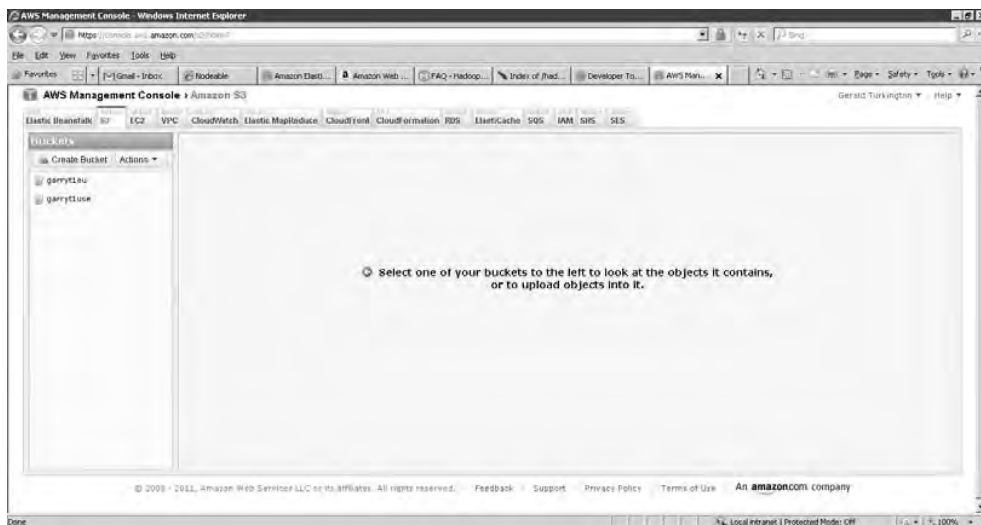 AWS Management Console - Windows Internet Explorer
File Edit View Favorites Tools Help
Favorites Gmail - Inbox Nodeable Amazon Elasti... Amazon Web ... FAQ - Hadoop... Index of /had... Developer To... AWS Man... Page Safety Tools
AWS Management Console > Amazon S3 Gerald Turkington Help
Elastic Beanstalk S3 EC2 VPC CloudWatch Elastic MapReduce CloudFront CloudFormation RDS ElastiCache SQS IAM SNS SES
Buckets
Create Bucket Actions
garryt1au
garryt1use
Select one of your buckets to the left to look at the objects it contains,
or to upload objects into it.
© 2008 - 2011, Amazon Web Services LLC or its affiliates. All rights reserved. Feedback Support Privacy Policy Terms of Use An amazon.com company
Done Local intranet | Protected Mode: Off 100%